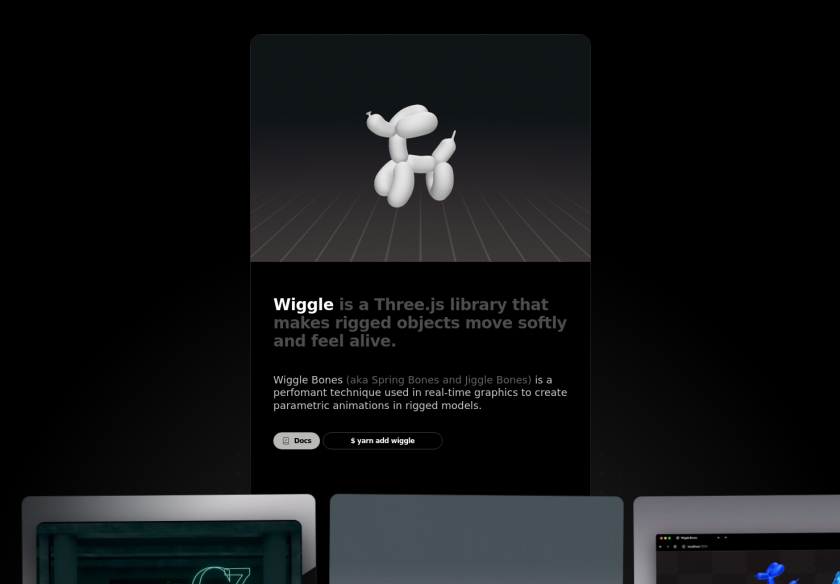 Wiggle is a Three.js library that
makes rigged objects move softly
and feel alive.
Wiggle Bones (aka Spring Bones and Jiggle Bones) is a
perfomant technique used in real-time graphics to create
parametric animations in rigged models.
Docs
$ yarn add wiggle
Wiggle Bones